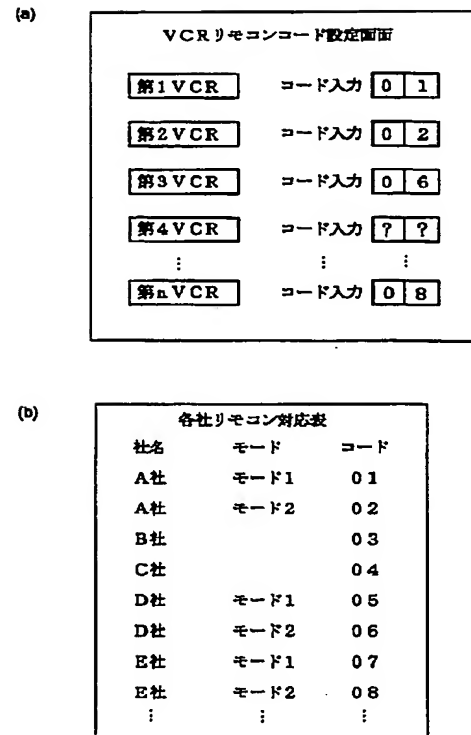 (a)
VCRリモコンコード設定画面
第1VCR コード入力 0 1
第2VCR コード入力 0 2
第3VCR コード入力 0 6
第4VCR コード入力 ? ?
⋮ ⋮ ⋮
第nVCR コード入力 0 8
(b)
各社リモコン対応表
社名 モード コード
A社 モード1 01
A社 モード2 02
B社 03
C社 04
D社 モード1 05
D社 モード2 06
E社 モード1 07
E社 モード2 08
⋮ ⋮ ⋮